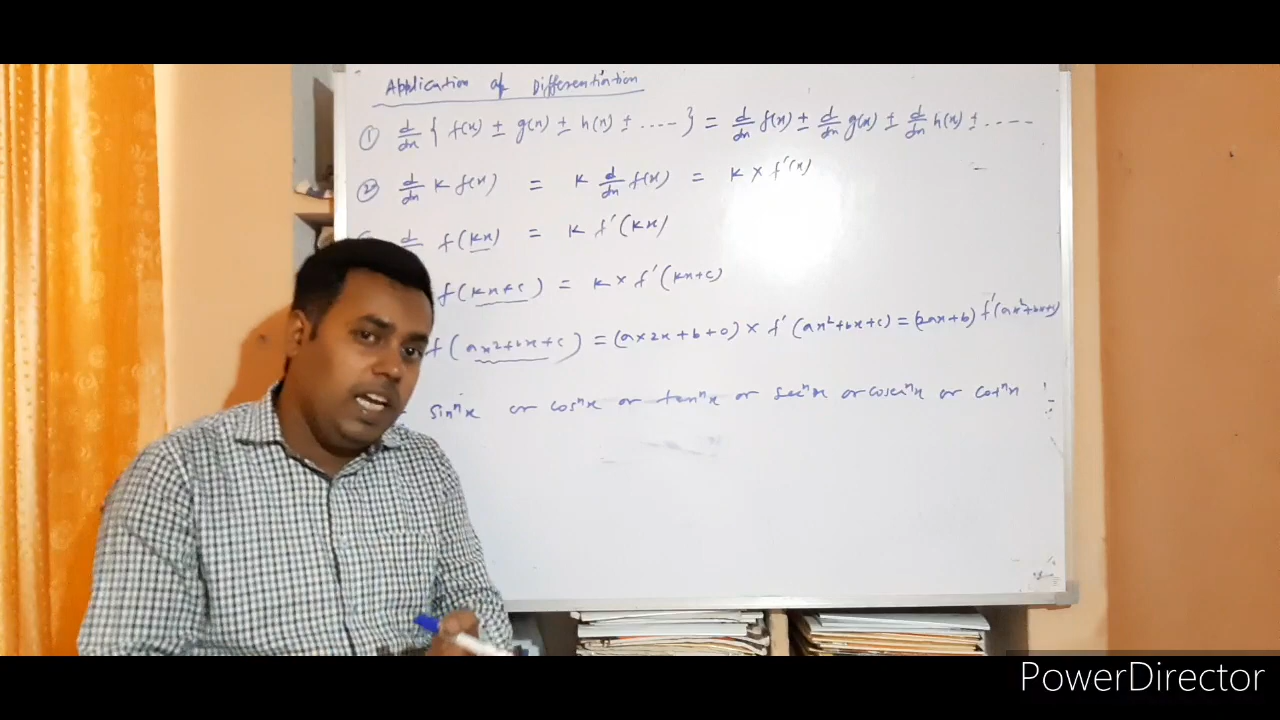 Application of Differentiation
① d/dx { f(x) ± g(x) ± h(x) ± ---- } = d/dx f(x) ± d/dx g(x) ± d/dx h(x) ± ----
② d/dx K f(x) = K d/dx f(x) = K × f'(x)
d/ f(Kx) = K f'(Kx)
f(Kx+c) = K × f'(Kx+c)
f(ax²+bx+c) = (a×2x+b+0) × f'(ax²+bx+c) = (2ax+b) f'(ax²+bx+c)
sinⁿx or cosⁿx or tanⁿx or secⁿx or cosecⁿx or cotⁿx
PowerDirector